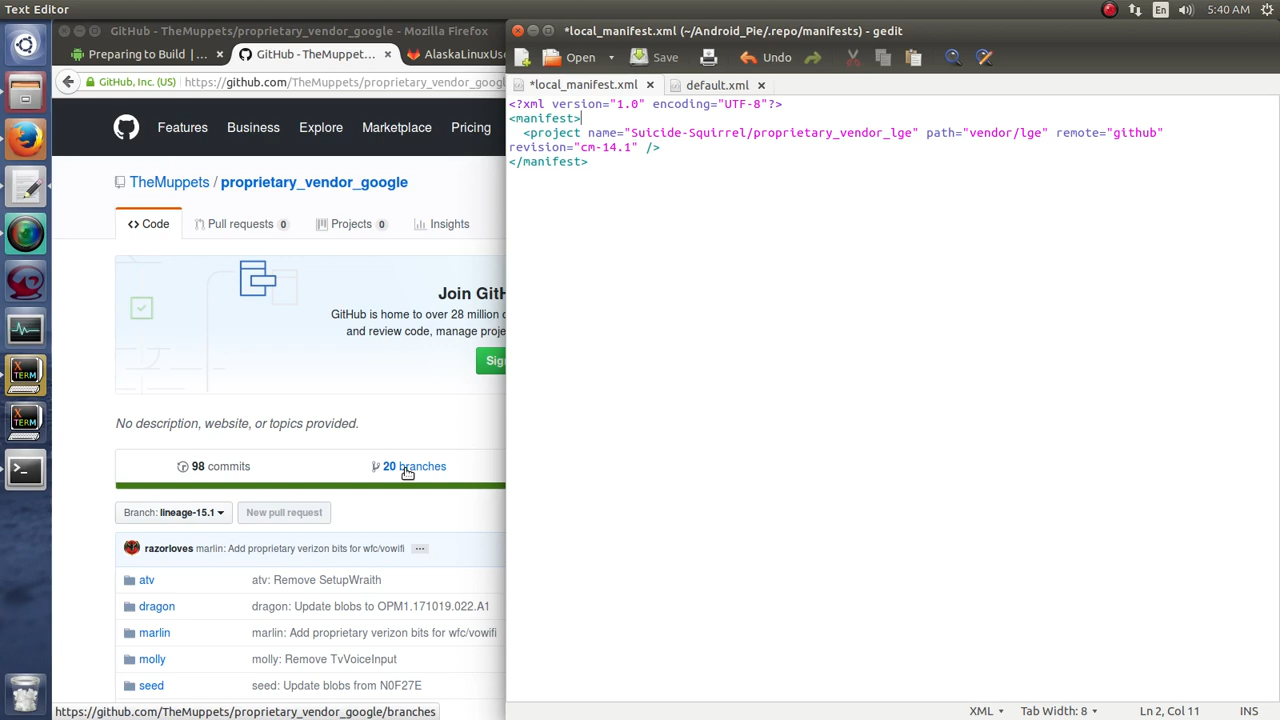 Text Editor
En
5:40 AM
GitHub - TheMuppets/proprietary_vendor_google - Mozilla Firefox
Preparing to Build |
GitHub - TheMuppet...
AlaskaLinuxUse
GitHub, Inc. (US)
https://github.com/TheMuppets/proprietary_vendor_goog
Features
Business
Explore
Marketplace
Pricing
TheMuppets / proprietary_vendor_google
Code
Pull requests 0
Projects 0
Insights
Join GitH
GitHub is home to over 28 million d
and review code, manage proje
Sign
No description, website, or topics provided.
98 commits
20 branches
Branch: lineage-15.1
New pull request
razorloves marlin: Add proprietary verizon bits for wfc/vowifi ...
atv
atv: Remove SetupWraith
dragon
dragon: Update blobs to OPM1.171019.022.A1
marlin
marlin: Add proprietary verizon bits for wfc/vowifi
molly
molly: Remove TvVoiceInput
seed
seed: Update blobs from N0F27E
https://github.com/TheMuppets/proprietary_vendor_google/branches
*local_manifest.xml (~/Android_Pie/.repo/manifests) - gedit
Open
Save
Undo
*local_manifest.xml
default.xml
<?xml version="1.0" encoding="UTF-8"?>
<manifest>
<project name="Suicide-Squirrel/proprietary_vendor_lge" path="vendor/lge" remote="github"
revision="cm-14.1" />
</manifest>
XML
Tab Width: 8
Ln 2, Col 11
INS
X
TERM
X
TERM